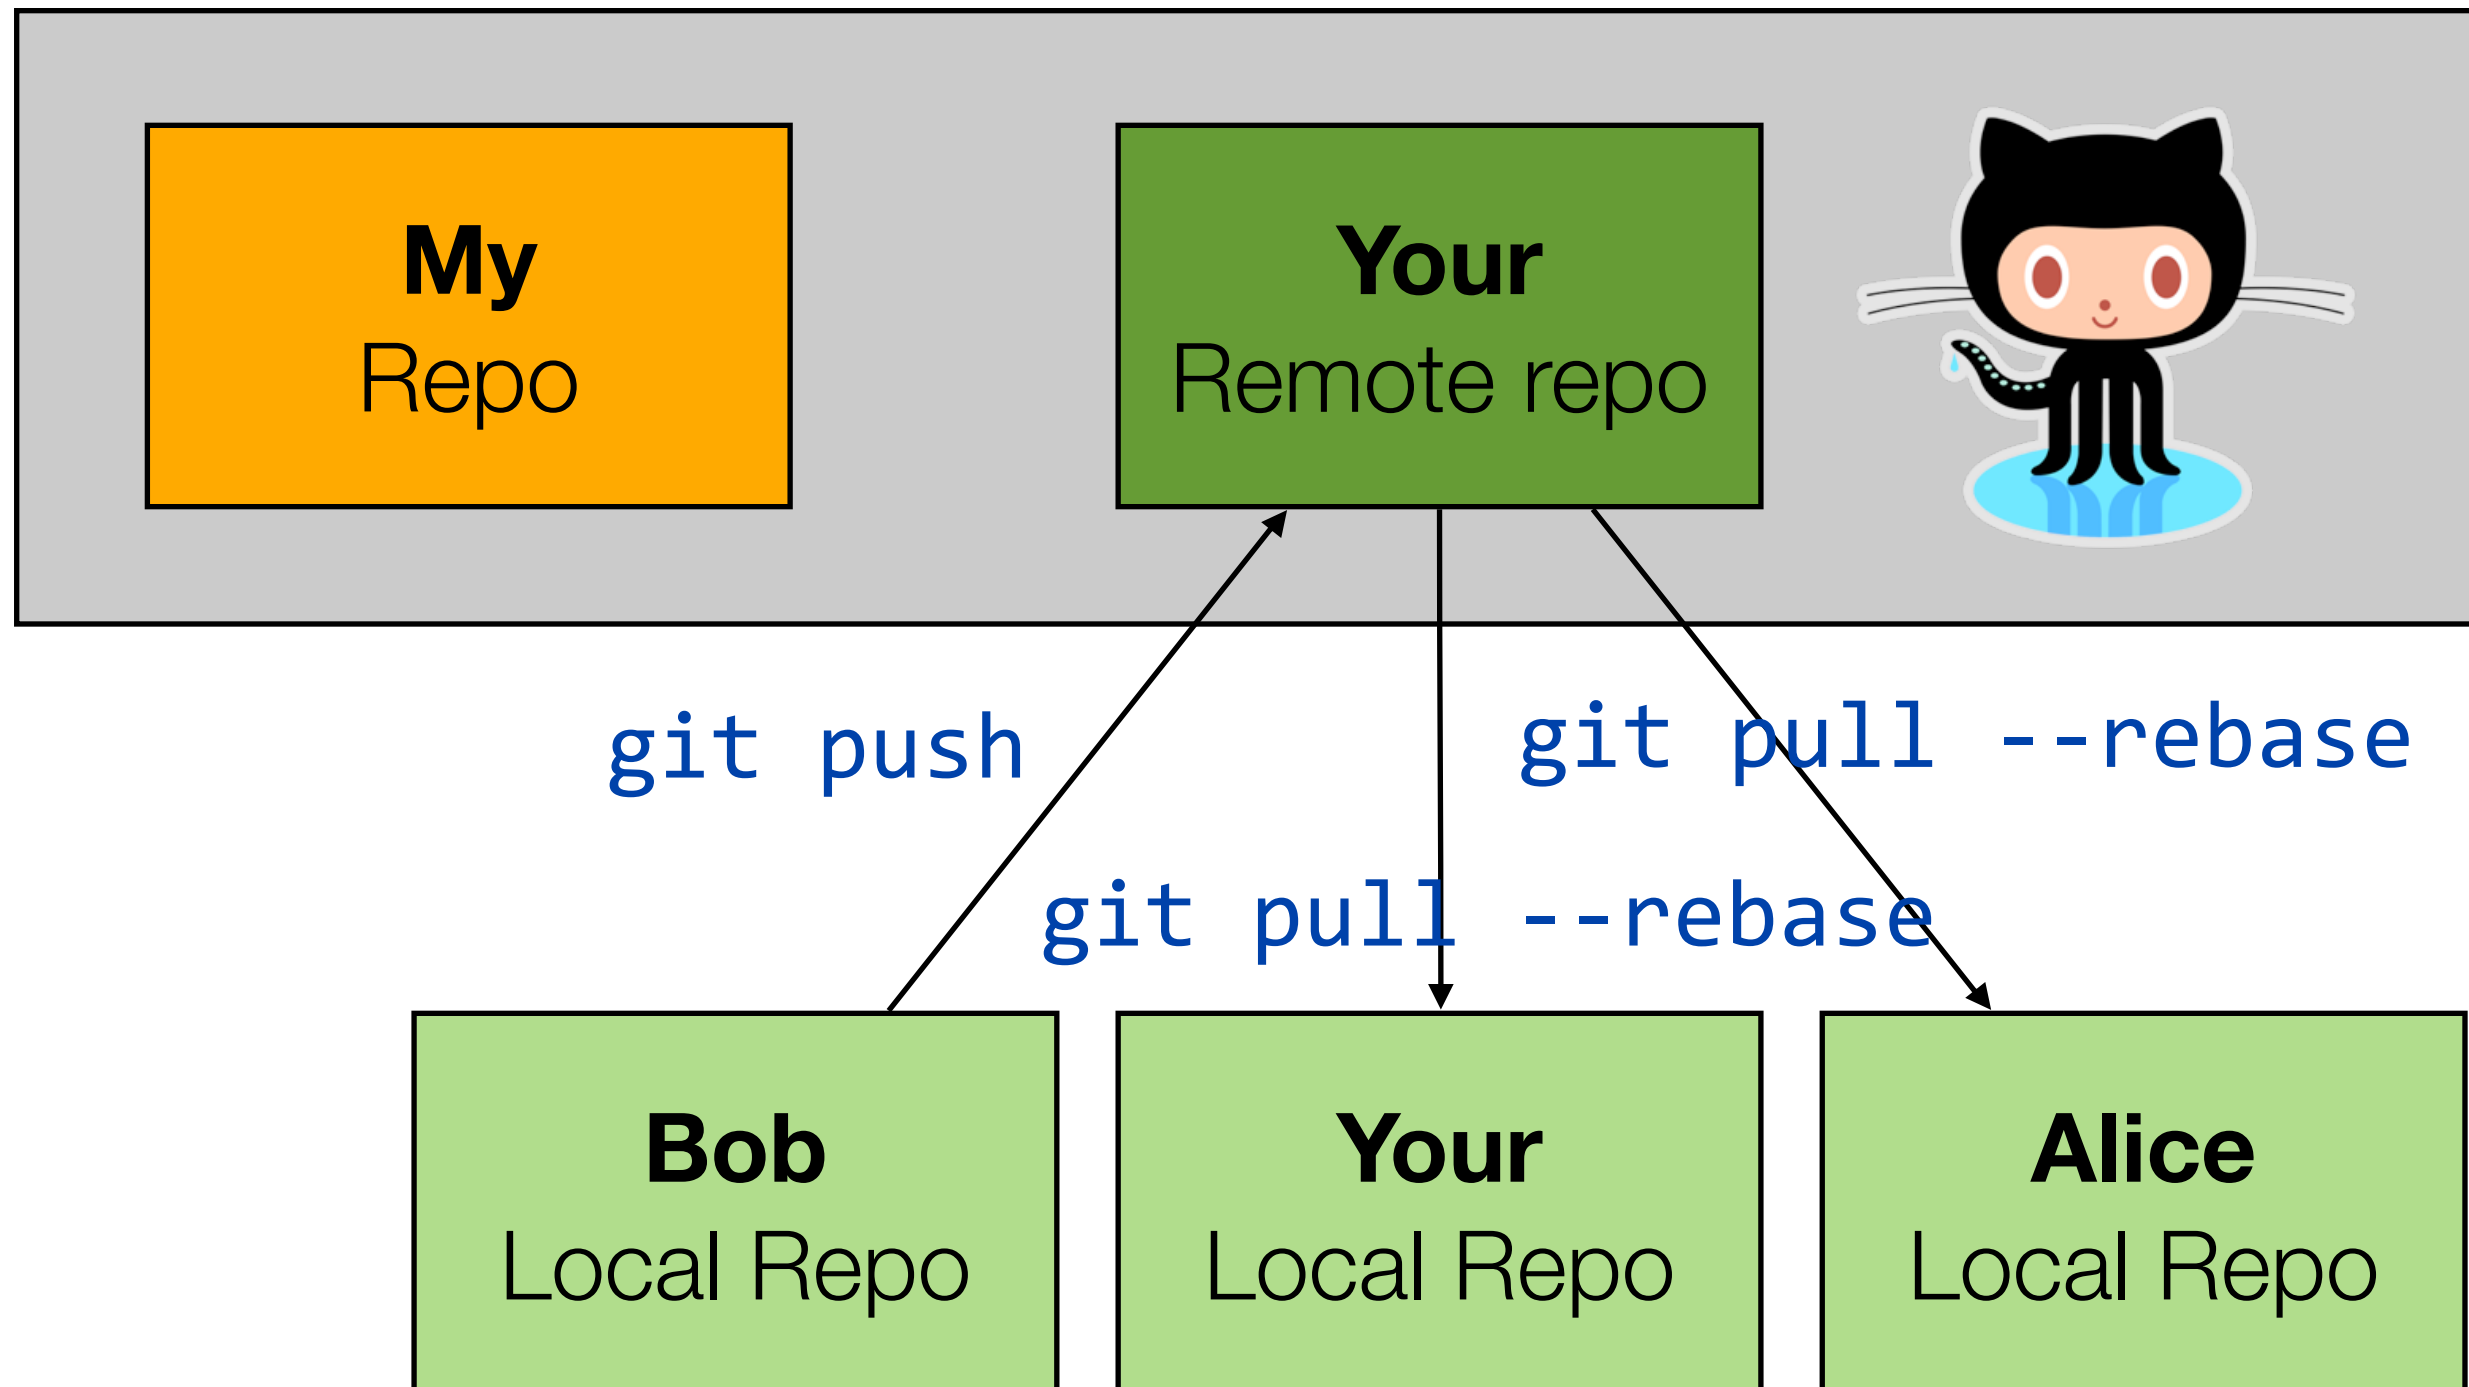 My
Repo
Your
Remote repo
git push
git pull --rebase
git pull --rebase
Bob
Local Repo
Your
Local Repo
Alice
Local Repo